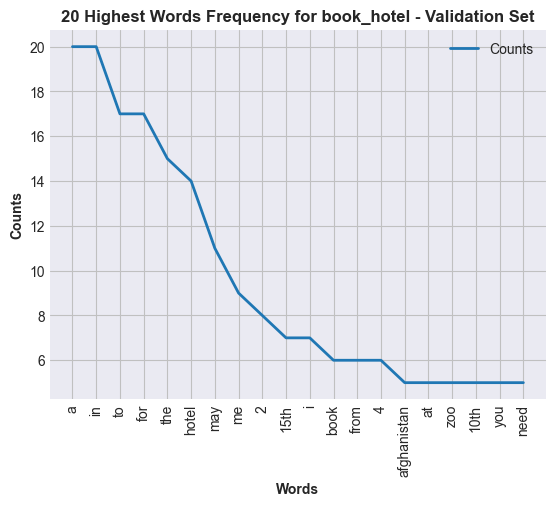 20 Highest Words Frequency for book_hotel - Validation Set
Counts
Counts
20
18
16
14
12
10
8
6
a
in
to
for
the
hotel
may
me
2
15th
i
book
from
4
afghanistan
at
zoo
10th
you
need
Words